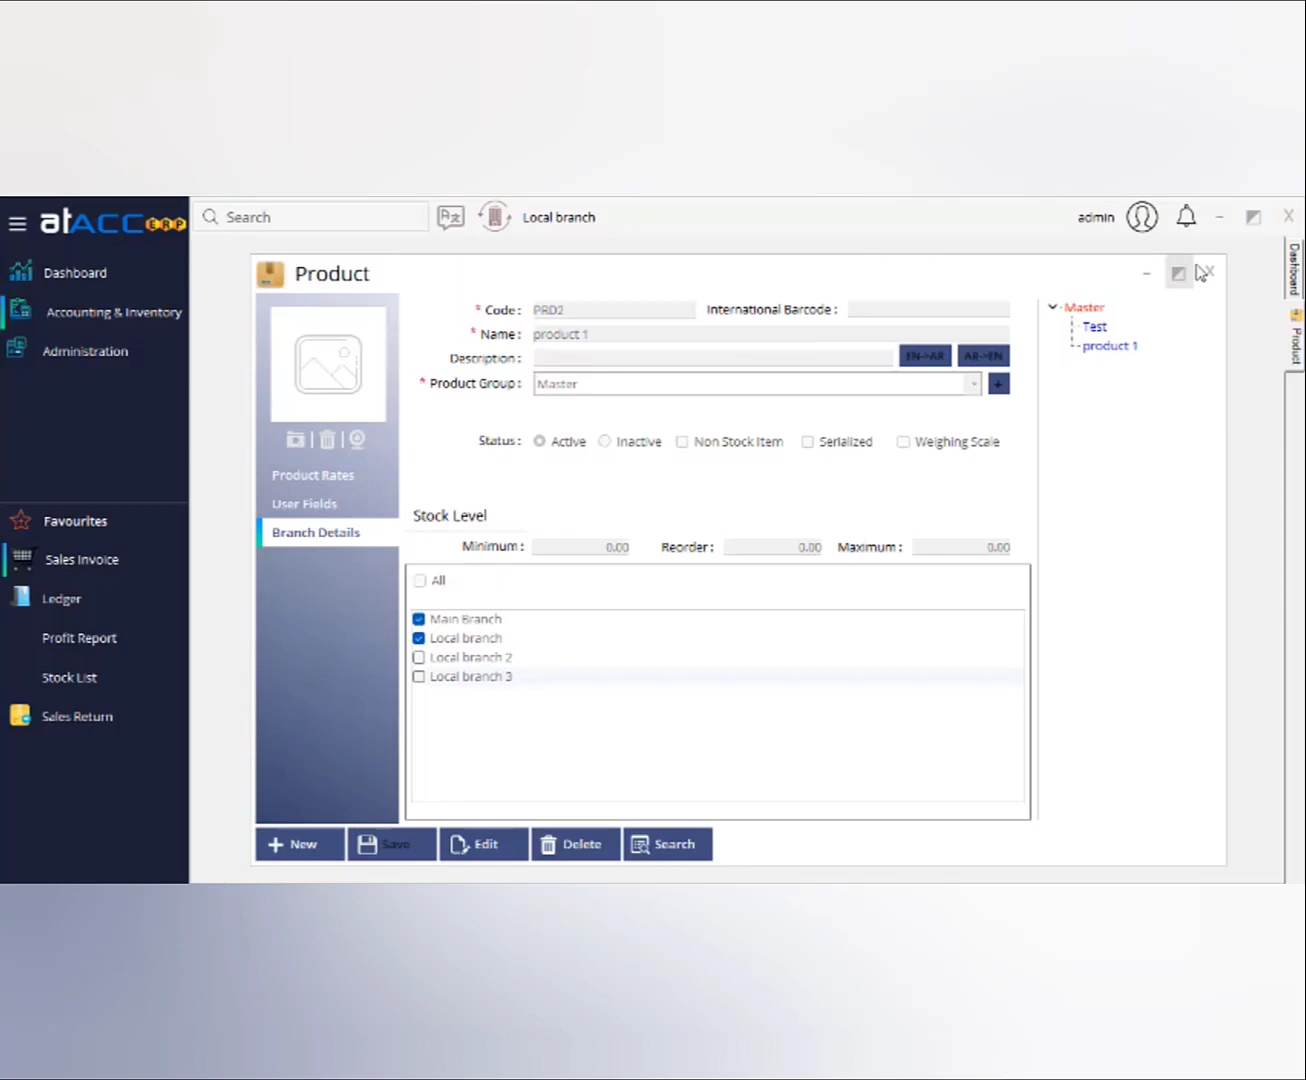 atACC ERP
Search
Local branch
admin
X
Dashboard
Accounting & Inventory
Administration
Favourites
Sales Invoice
Ledger
Profit Report
Stock List
Sales Return
Product
X
* Code : PRD2 International Barcode :
* Name : product 1
Description : EN->AR AR->EN
* Product Group : Master +
Status : Active Inactive Non Stock Item Serialized Weighing Scale
Product Rates
User Fields
Branch Details
Stock Level
Minimum : 0.00 Reorder : 0.00 Maximum : 0.00
All
Main Branch
Local branch
Local branch 2
Local branch 3
Master
Test
product 1
New Save Edit Delete Search
Dashboard
Product